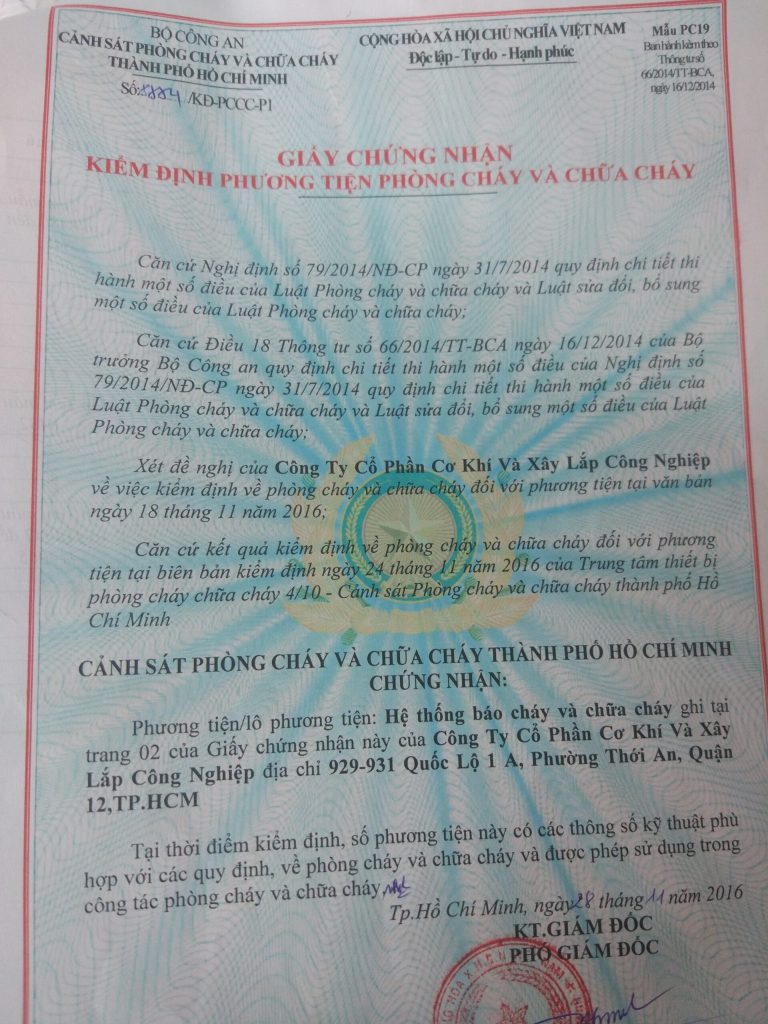 BỘ CÔNG AN
CẢNH SÁT PHÒNG CHÁY VÀ CHỮA CHÁY
THÀNH PHỐ HỒ CHÍ MINH
Số: /KĐ-PCCC-P1
CỘNG HÒA XÃ HỘI CHỦ NGHĨA VIỆT NAM
Độc lập - Tự do - Hạnh phúc
Mẫu PC19
Ban hành kèm theo
Thông tư số
66/2014/TT-BCA,
ngày 16/12/2014
GIẤY CHỨNG NHẬN
KIỂM ĐỊNH PHƯƠNG TIỆN PHÒNG CHÁY VÀ CHỮA CHÁY
Căn cứ Nghị định số 79/2014/NĐ-CP ngày 31/7/2014 quy định chi tiết thi
hành một số điều của Luật Phòng cháy và chữa cháy và Luật sửa đổi, bổ sung
một số điều của Luật Phòng cháy và chữa cháy;
Căn cứ Điều 18 Thông tư số 66/2014/TT-BCA ngày 16/12/2014 của Bộ
trưởng Bộ Công an quy định chi tiết thi hành một số điều của Nghị định số
79/2014/NĐ-CP ngày 31/7/2014 quy định chi tiết thi hành một số điều của
Luật Phòng cháy và chữa cháy và Luật sửa đổi, bổ sung một số điều của Luật
Phòng cháy và chữa cháy;
Xét đề nghị của Công Ty Cổ Phần Cơ Khí Và Xây Lắp Công Nghiệp
về việc kiểm định về phòng cháy và chữa cháy đối với phương tiện tại văn bản
ngày 18 tháng 11 năm 2016;
Căn cứ kết quả kiểm định về phòng cháy và chữa cháy đối với phương
tiện tại biên bản kiểm định ngày 24 tháng 11 năm 2016 của Trung tâm thiết bị
phòng cháy chữa cháy 4/10 - Cảnh sát Phòng cháy và chữa cháy thành phố Hồ
Chí Minh
CẢNH SÁT PHÒNG CHÁY VÀ CHỮA CHÁY THÀNH PHỐ HỒ CHÍ MINH
CHỨNG NHẬN:
Phương tiện/lô phương tiện: Hệ thống báo cháy và chữa cháy ghi tại
trang 02 của Giấy chứng nhận này của Công Ty Cổ Phần Cơ Khí Và Xây
Lắp Công Nghiệp địa chỉ 929-931 Quốc Lộ 1 A, Phường Thới An, Quận
12,TP.HCM
Tại thời điểm kiểm định, số phương tiện này có các thông số kỹ thuật phù
hợp với các quy định, về phòng cháy và chữa cháy và được phép sử dụng trong
công tác phòng cháy và chữa cháy
Tp.Hồ Chí Minh, ngày 28 tháng 11 năm 2016
KT.GIÁM ĐỐC
PHÓ GIÁM ĐỐC